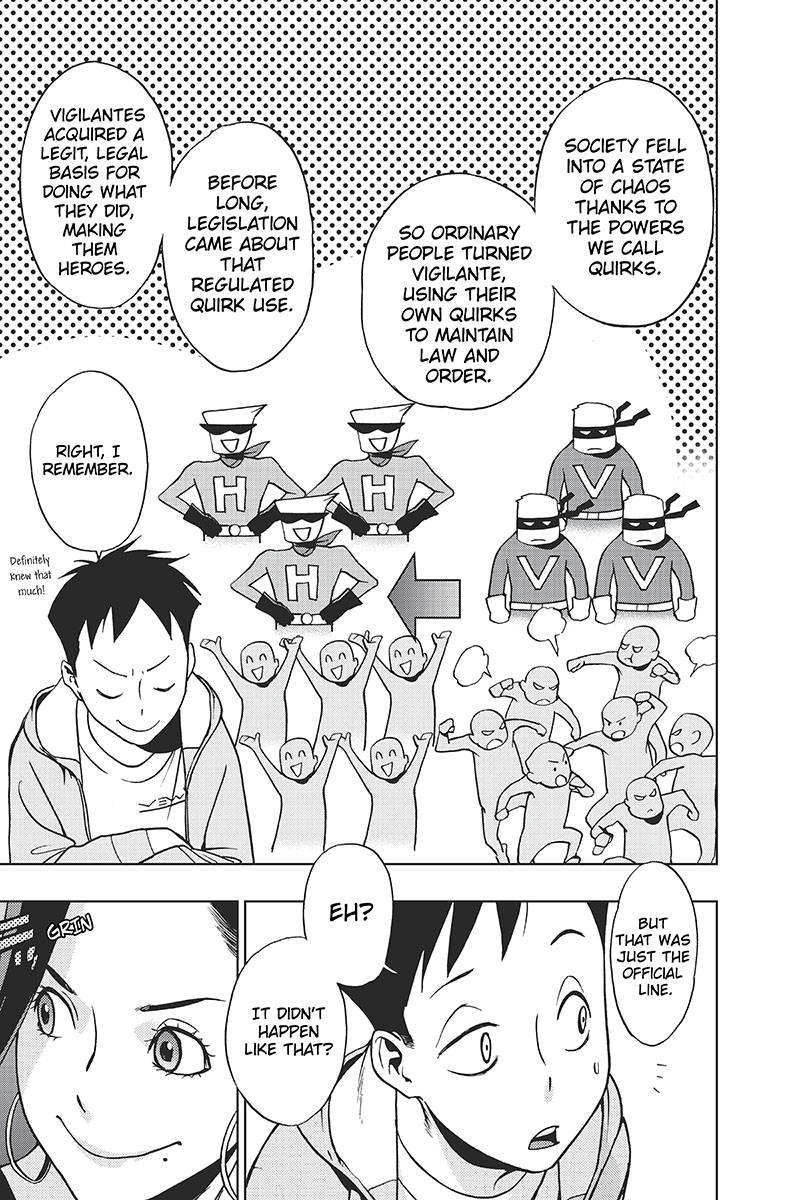 SOCIETY FELL
INTO A STATE
OF CHAOS
THANKS TO
THE POWERS
WE CALL
QUIRKS.
SO ORDINARY
PEOPLE TURNED
VIGILANTE,
USING THEIR
OWN QUIRKS
TO MAINTAIN
LAW AND
ORDER.
BEFORE
LONG,
LEGISLATION
CAME ABOUT
THAT
REGULATED
QUIRK USE.
VIGILANTES
ACQUIRED A
LEGIT, LEGAL
BASIS FOR
DOING WHAT
THEY DID,
MAKING
THEM
HEROES.
V
V
V
H
H
H
RIGHT, I
REMEMBER.
Definitely
knew that
much!
BUT
THAT WAS
JUST THE
OFFICIAL
LINE.
EH?
IT DIDN'T
HAPPEN
LIKE THAT?
GRIN